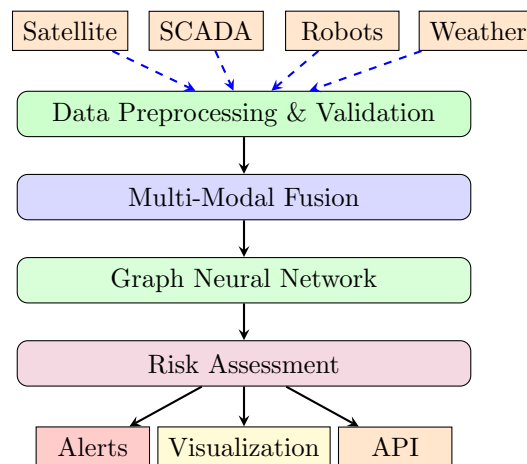 Satellite SCADA Robots Weather
Data Preprocessing & Validation
Multi-Modal Fusion
Graph Neural Network
Risk Assessment
Alerts Visualization API